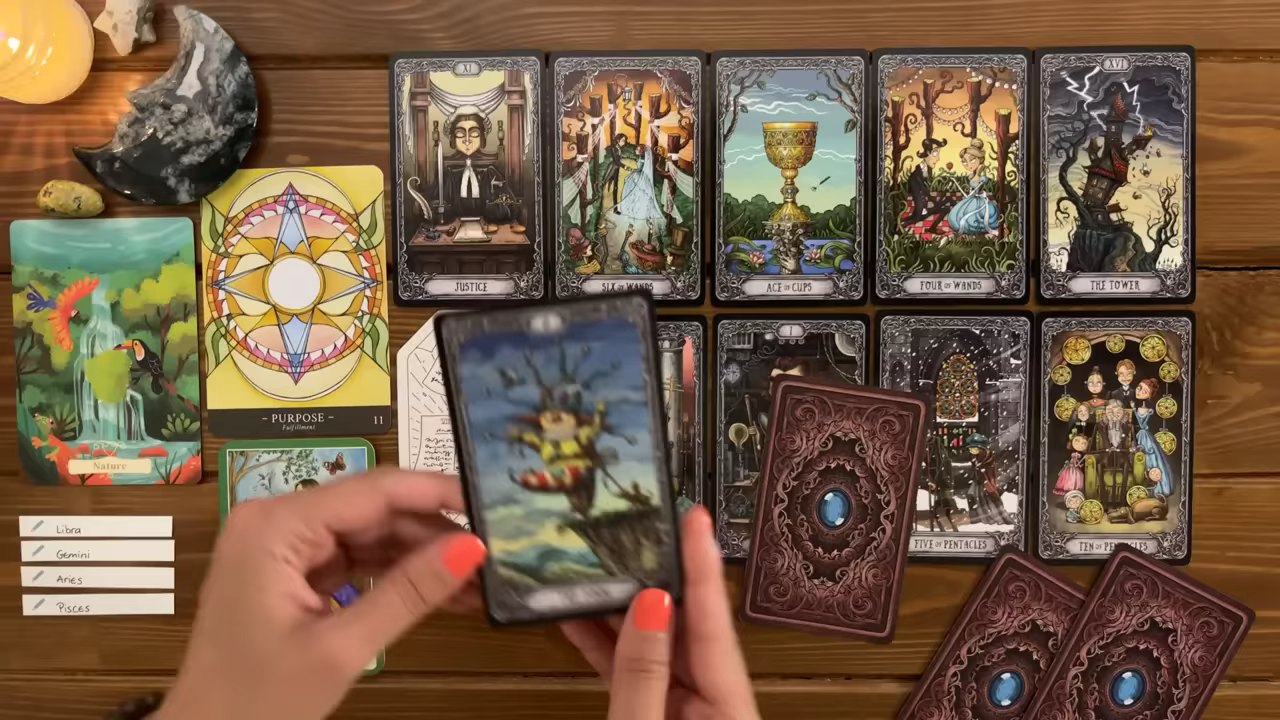 XI
JUSTICE
SIX OF WANDS
ACE OF CUPS
FOUR OF WANDS
XVI
THE TOWER
- PURPOSE -
Fulfillment
11
Nature
I
FIVE OF PENTACLES
TEN OF PENTACLES
Libra
Gemini
Aries
Pisces